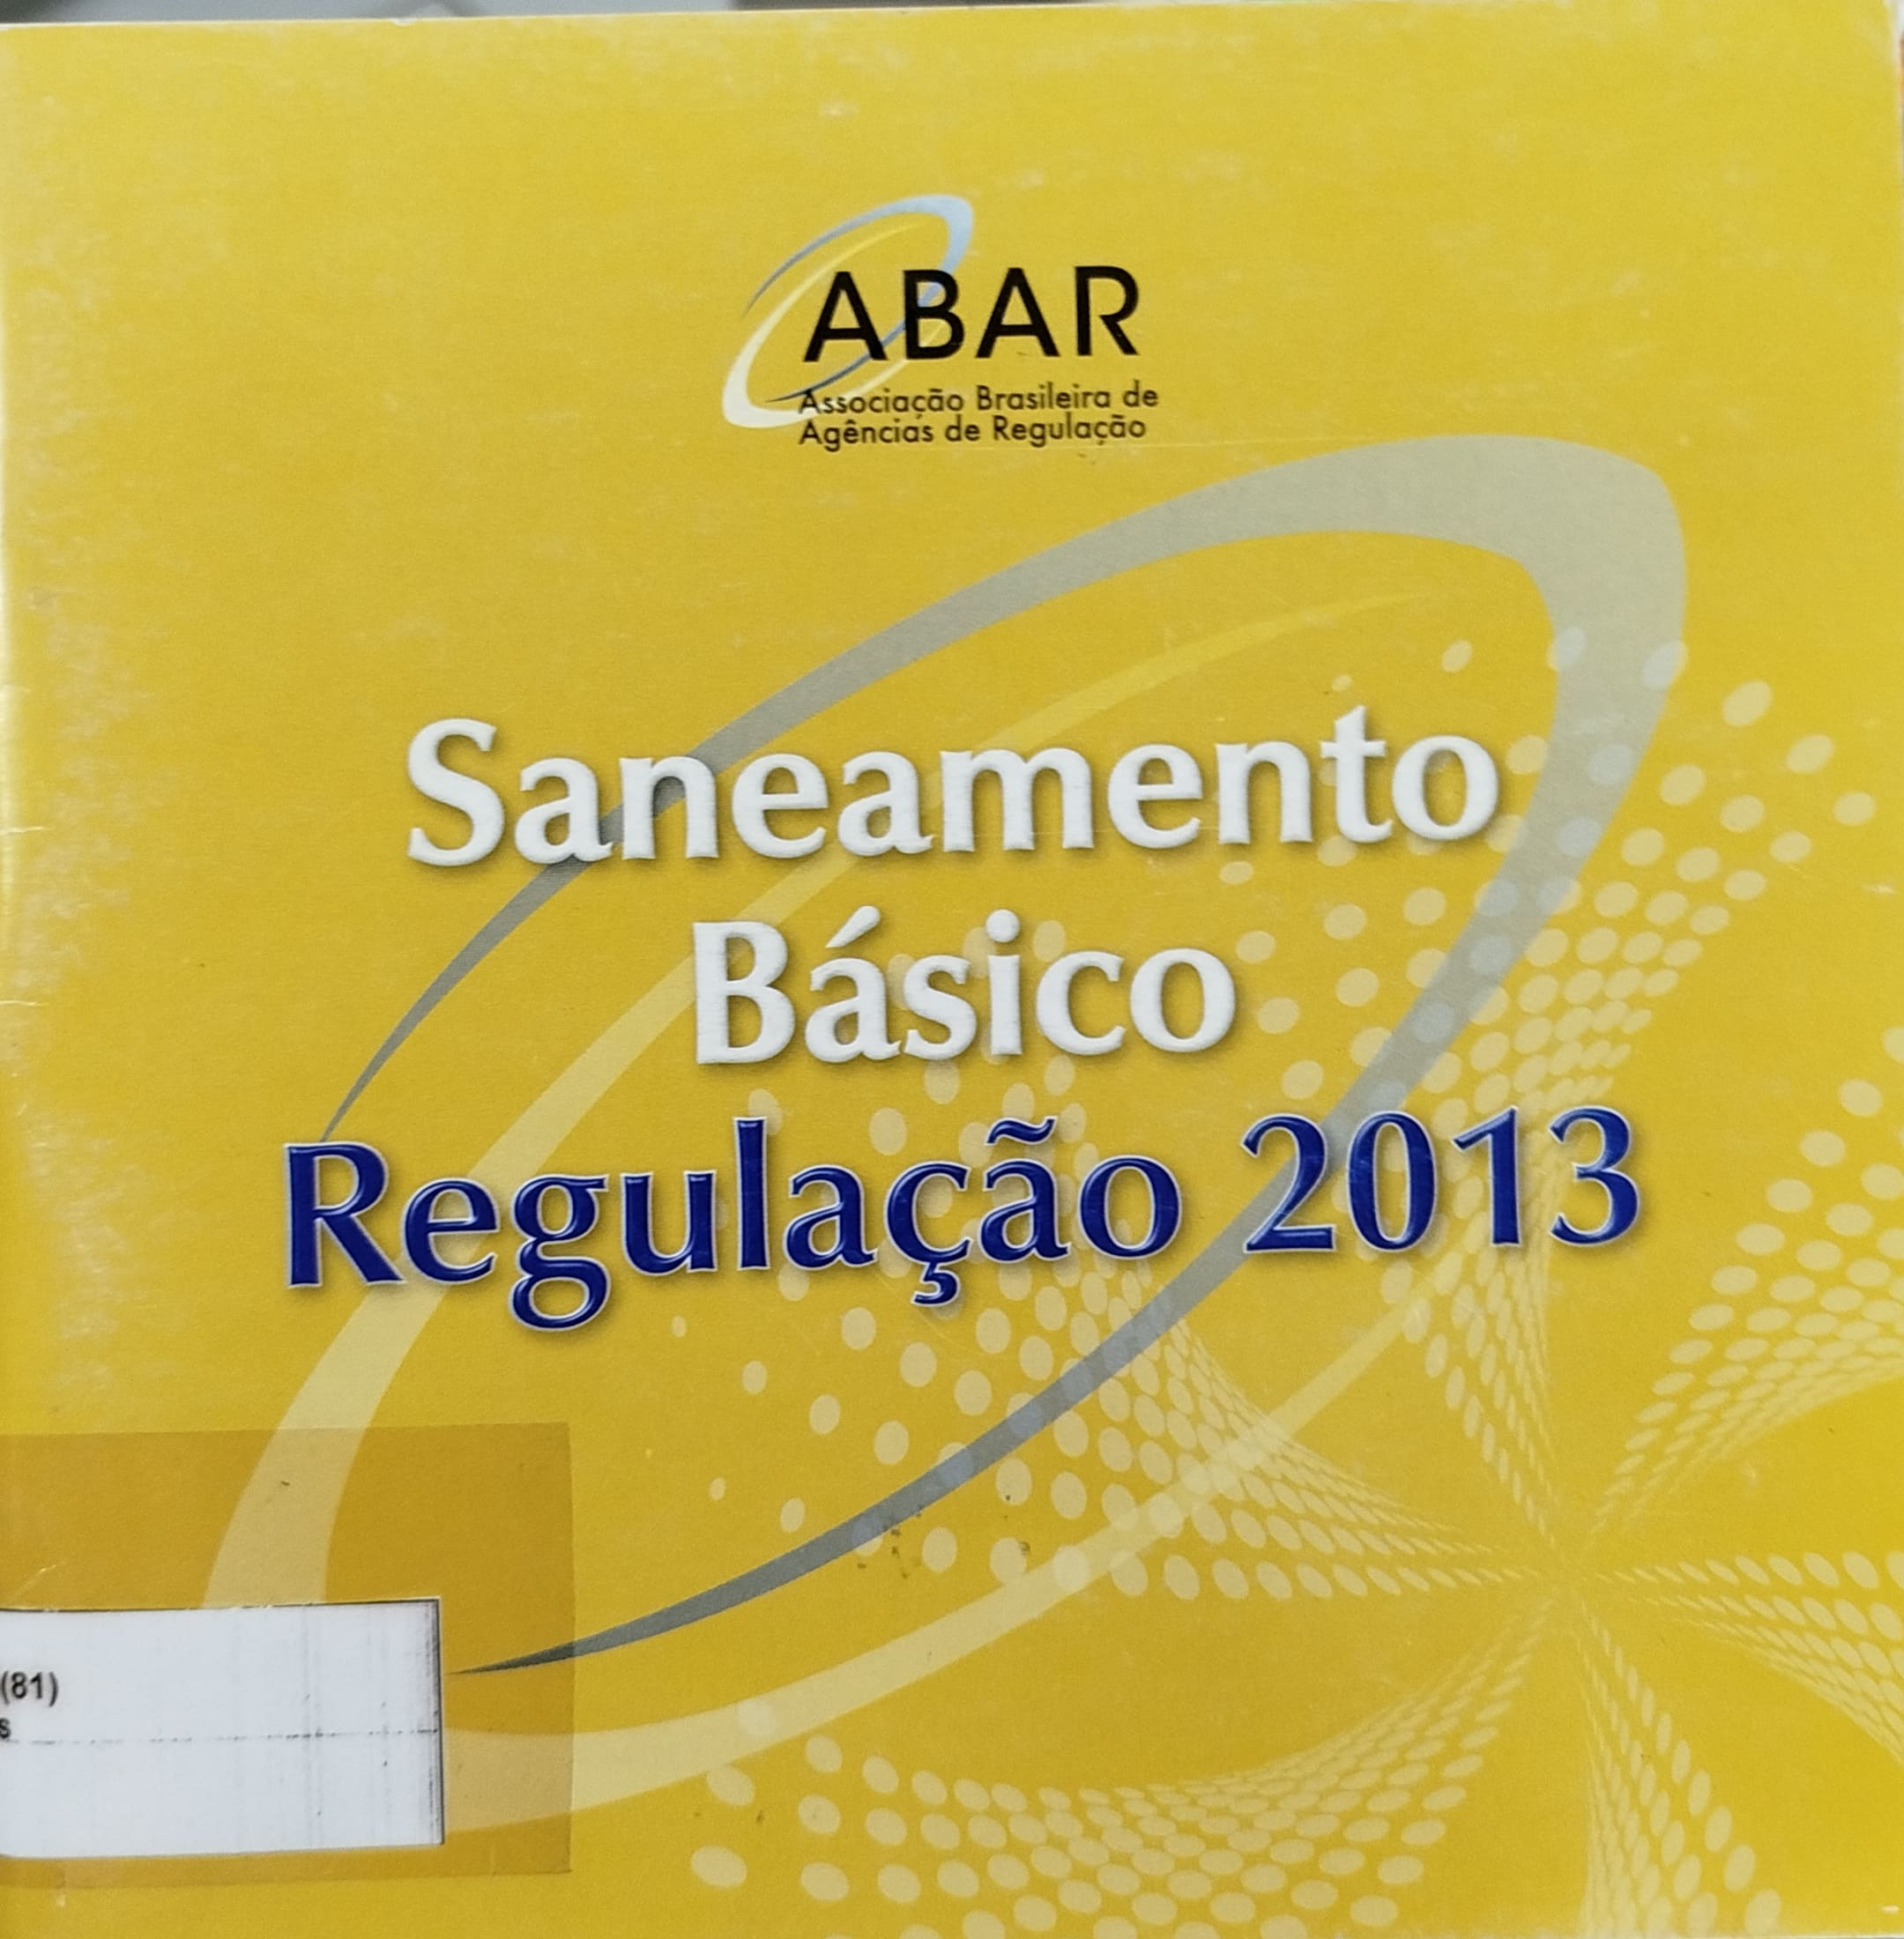 ABAR
Associação Brasileira de
Agências de Regulação
Saneamento
Básico
Regulação 2013
(81)
s